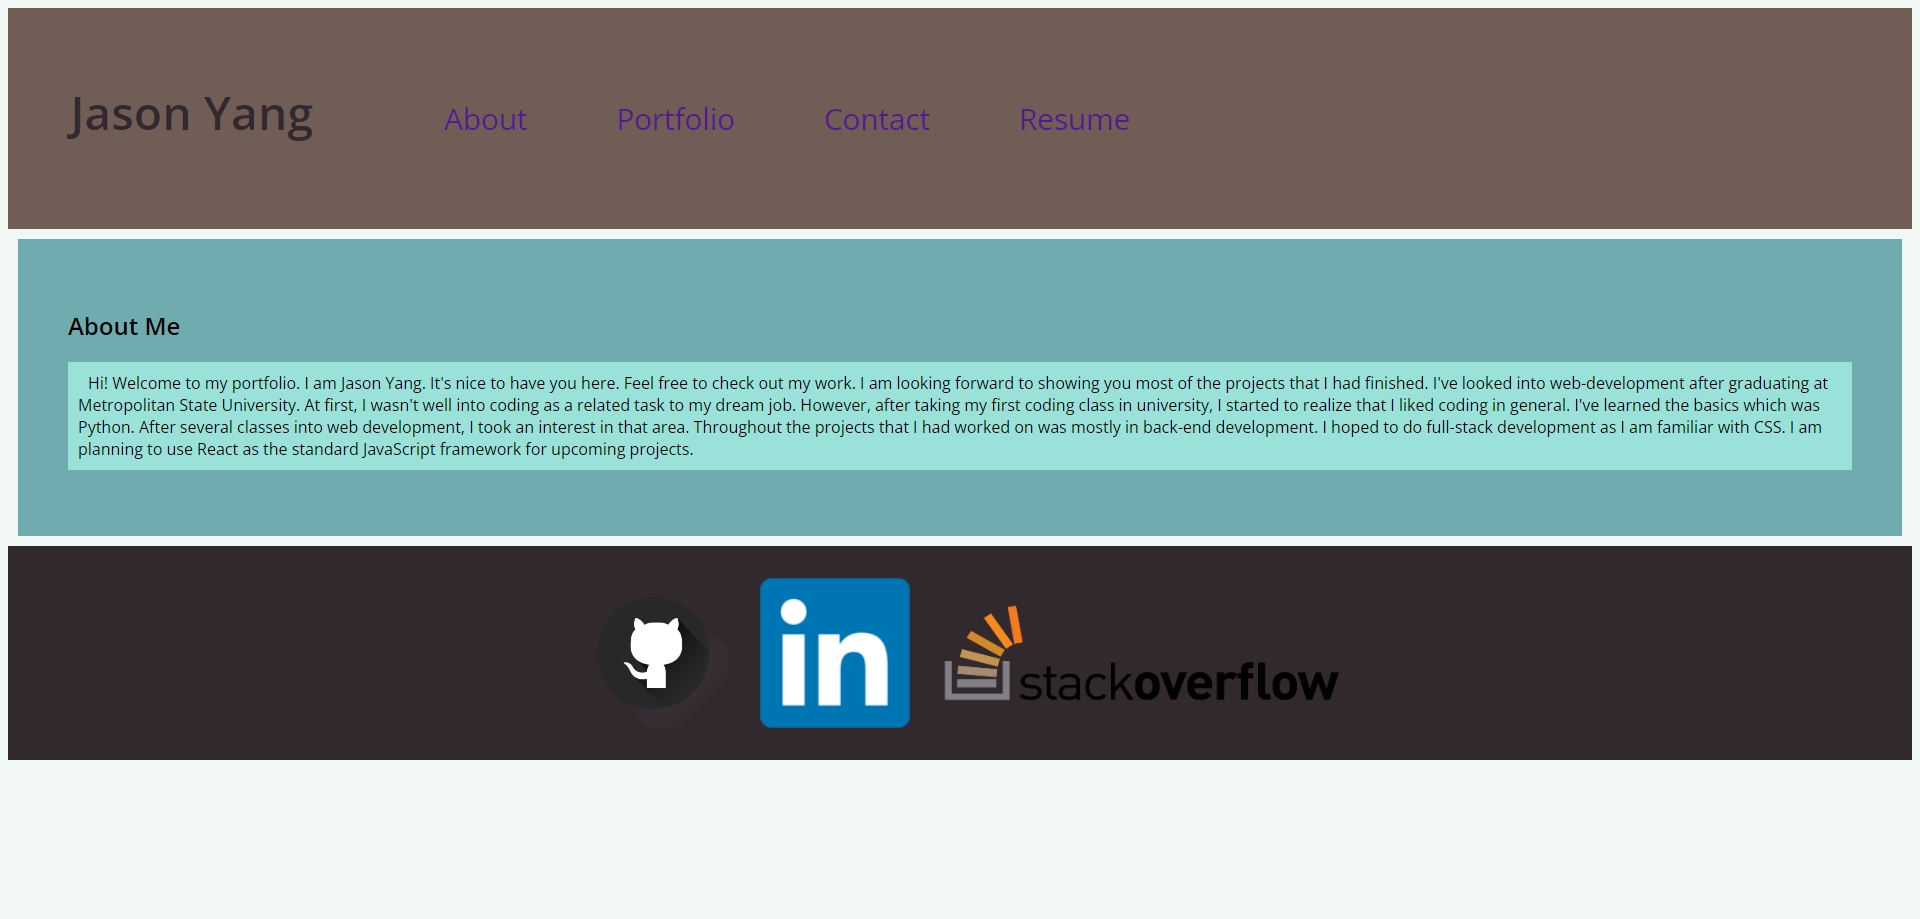 Jason Yang About Portfolio Contact Resume
About Me
Hi! Welcome to my portfolio. I am Jason Yang. It's nice to have you here. Feel free to check out my work. I am looking forward to showing you most of the projects that I had finished. I've looked into web-development after graduating at
Metropolitan State University. At first, I wasn't well into coding as a related task to my dream job. However, after taking my first coding class in university, I started to realize that I liked coding in general. I've learned the basics which was
Python. After several classes into web development, I took an interest in that area. Throughout the projects that I had worked on was mostly in back-end development. I hoped to do full-stack development as I am familiar with CSS. I am
planning to use React as the standard JavaScript framework for upcoming projects.
in stackoverflow